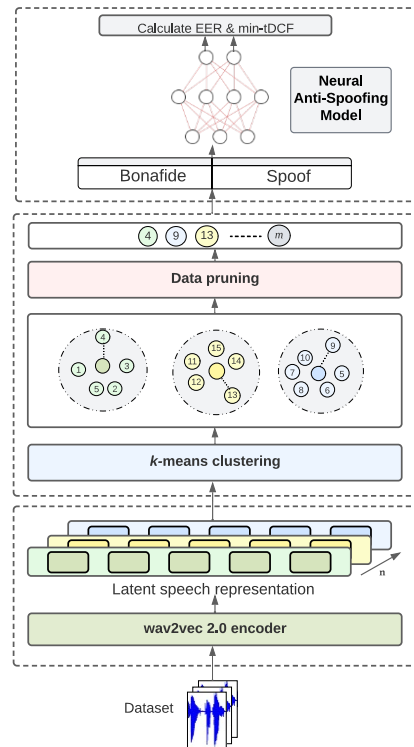 Calculate EER & min-tDCF
Neural
Anti-Spoofing
Model
Bonafide
Spoof
4 9 13 m
Data pruning
4
1 3
5 2
15
11 14
12
13
9
10
7 5
8 6
k-means clustering
n
Latent speech representation
wav2vec 2.0 encoder
Dataset